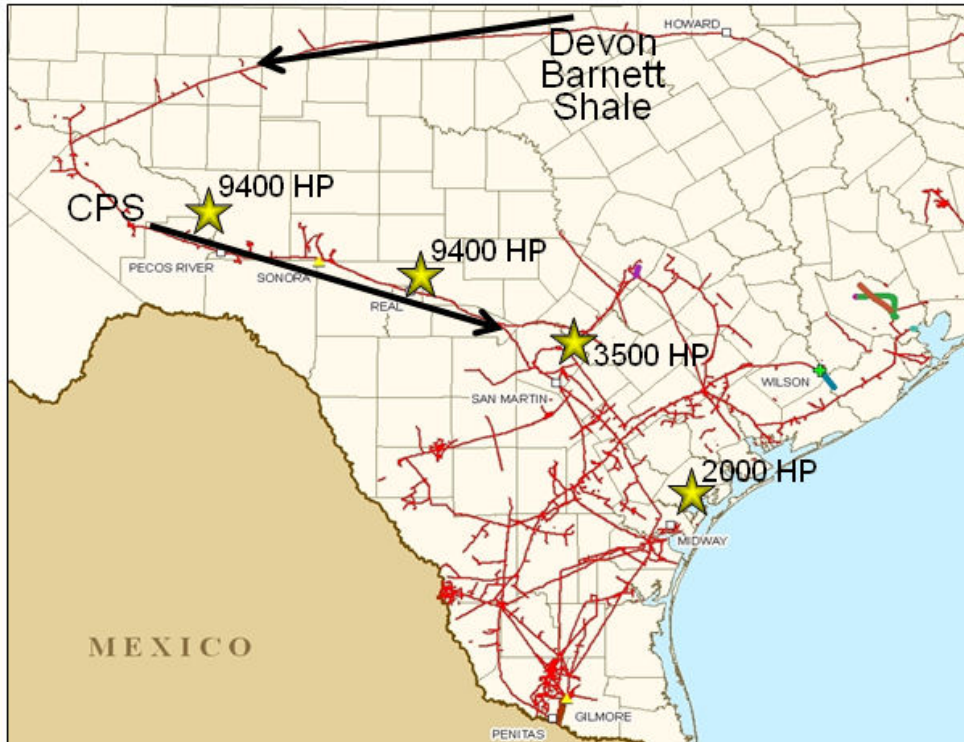 HOWARD
Devon
Barnett
Shale
9400 HP
CPS
9400 HP
PECOS RIVER
SONORA
REAL
3500 HP
SAN MARTIN
WILSON
2000 HP
MIDWAY
MEXICO
GILMORE
PENITAS